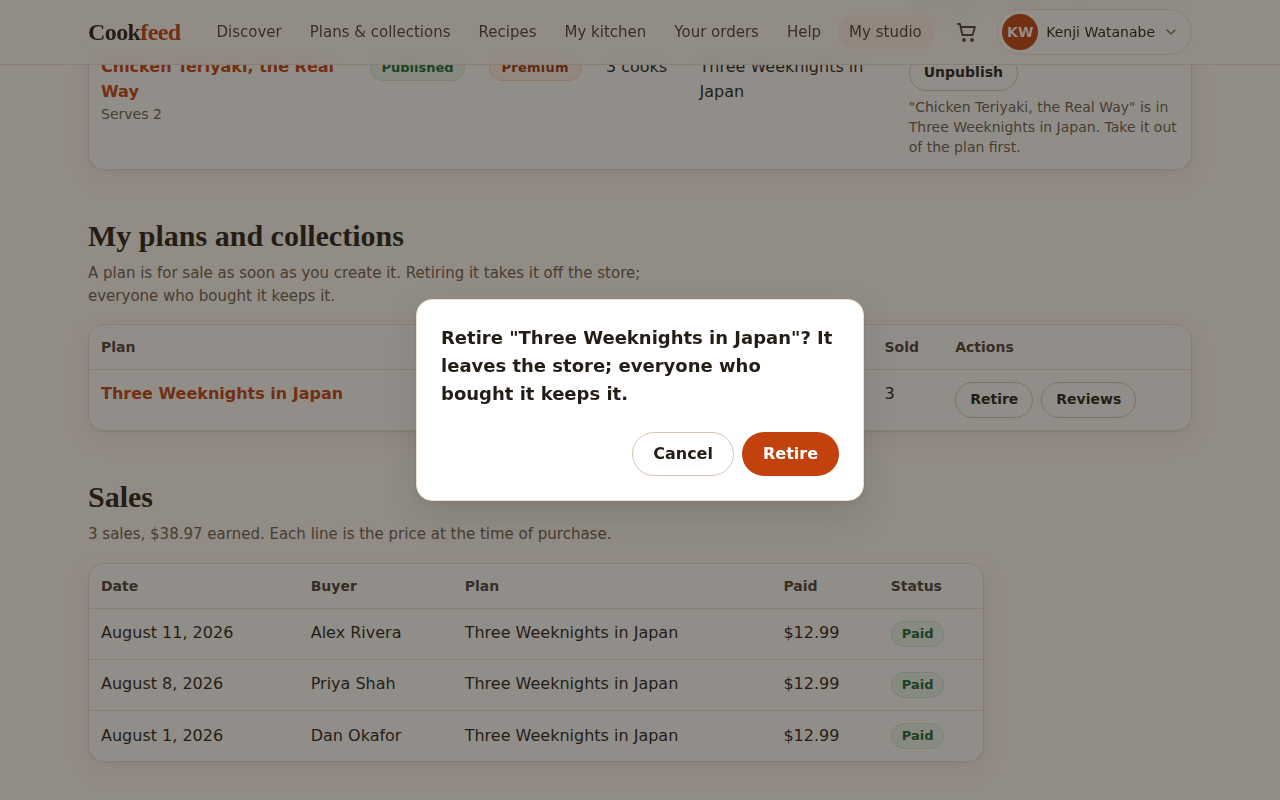 Cookfeed
Discover
Plans & collections
Recipes
My kitchen
Your orders
Help
My studio
KW
Kenji Watanabe
Chicken Teriyaki, the Real
Way
Serves 2
Published
Premium
3 cooks
Three Weeknights in
Japan
Unpublish
"Chicken Teriyaki, the Real Way" is in
Three Weeknights in Japan. Take it out
of the plan first.
My plans and collections
A plan is for sale as soon as you create it. Retiring it takes it off the store;
everyone who bought it keeps it.
Plan
Sold
Actions
Three Weeknights in Japan
3
Retire
Reviews
Retire "Three Weeknights in Japan"? It
leaves the store; everyone who
bought it keeps it.
Cancel
Retire
Sales
3 sales, $38.97 earned. Each line is the price at the time of purchase.
Date
Buyer
Plan
Paid
Status
August 11, 2026
Alex Rivera
Three Weeknights in Japan
$12.99
Paid
August 8, 2026
Priya Shah
Three Weeknights in Japan
$12.99
Paid
August 1, 2026
Dan Okafor
Three Weeknights in Japan
$12.99
Paid